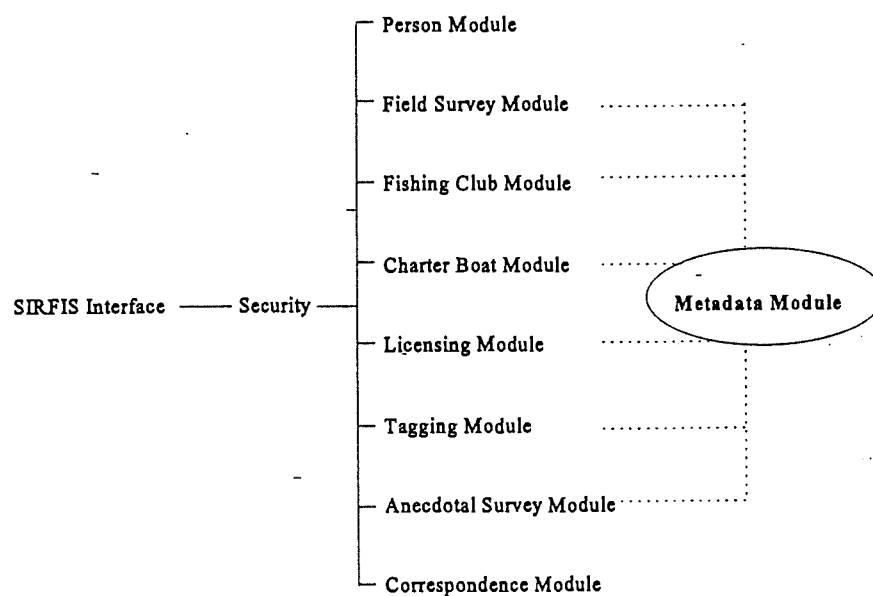 Person Module
Field Survey Module
Fishing Club Module
Charter Boat Module
SIRFIS Interface Security Metadata Module
Licensing Module
Tagging Module
Anecdotal Survey Module
Correspondence Module